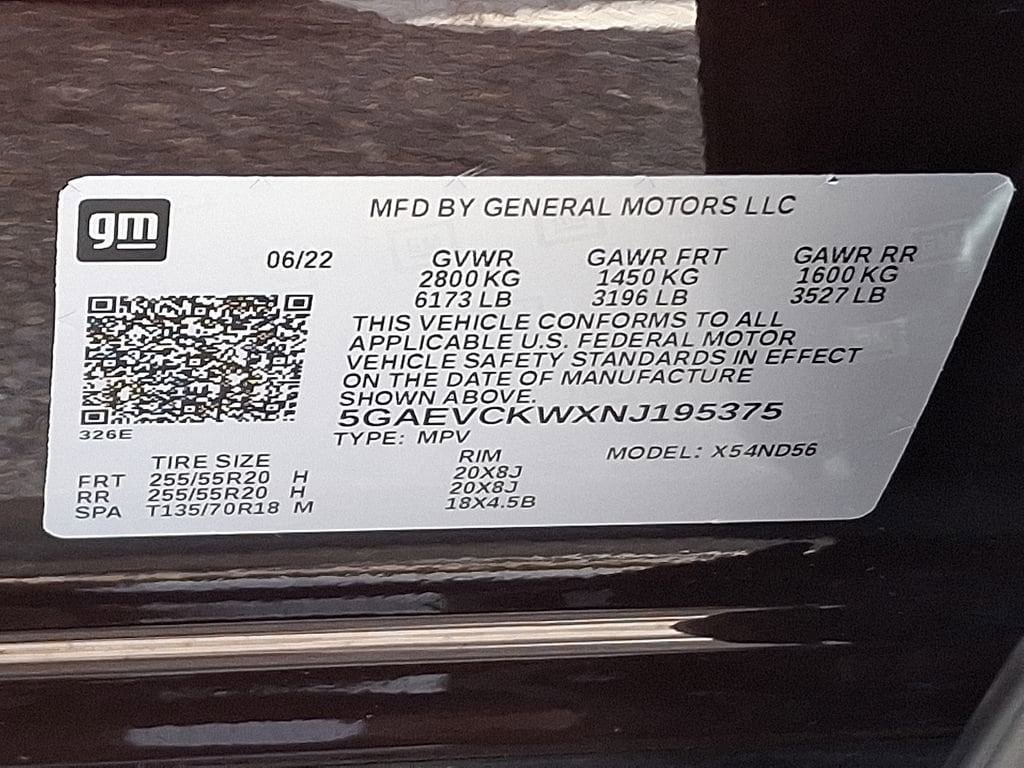 gm
MFD BY GENERAL MOTORS LLC
06/22
GVWR GAWR FRT GAWR RR
2800 KG 1450 KG 1600 KG
6173 LB 3196 LB 3527 LB
THIS VEHICLE CONFORMS TO ALL
APPLICABLE U.S. FEDERAL MOTOR
VEHICLE SAFETY STANDARDS IN EFFECT
ON THE DATE OF MANUFACTURE
SHOWN ABOVE.
5GAEVCKWXNJ195375
326E
TYPE: MPV
TIRE SIZE RIM MODEL: X54ND56
FRT 255/55R20 H 20X8J
RR 255/55R20 H 20X8J
SPA T135/70R18 M 18X4.5B